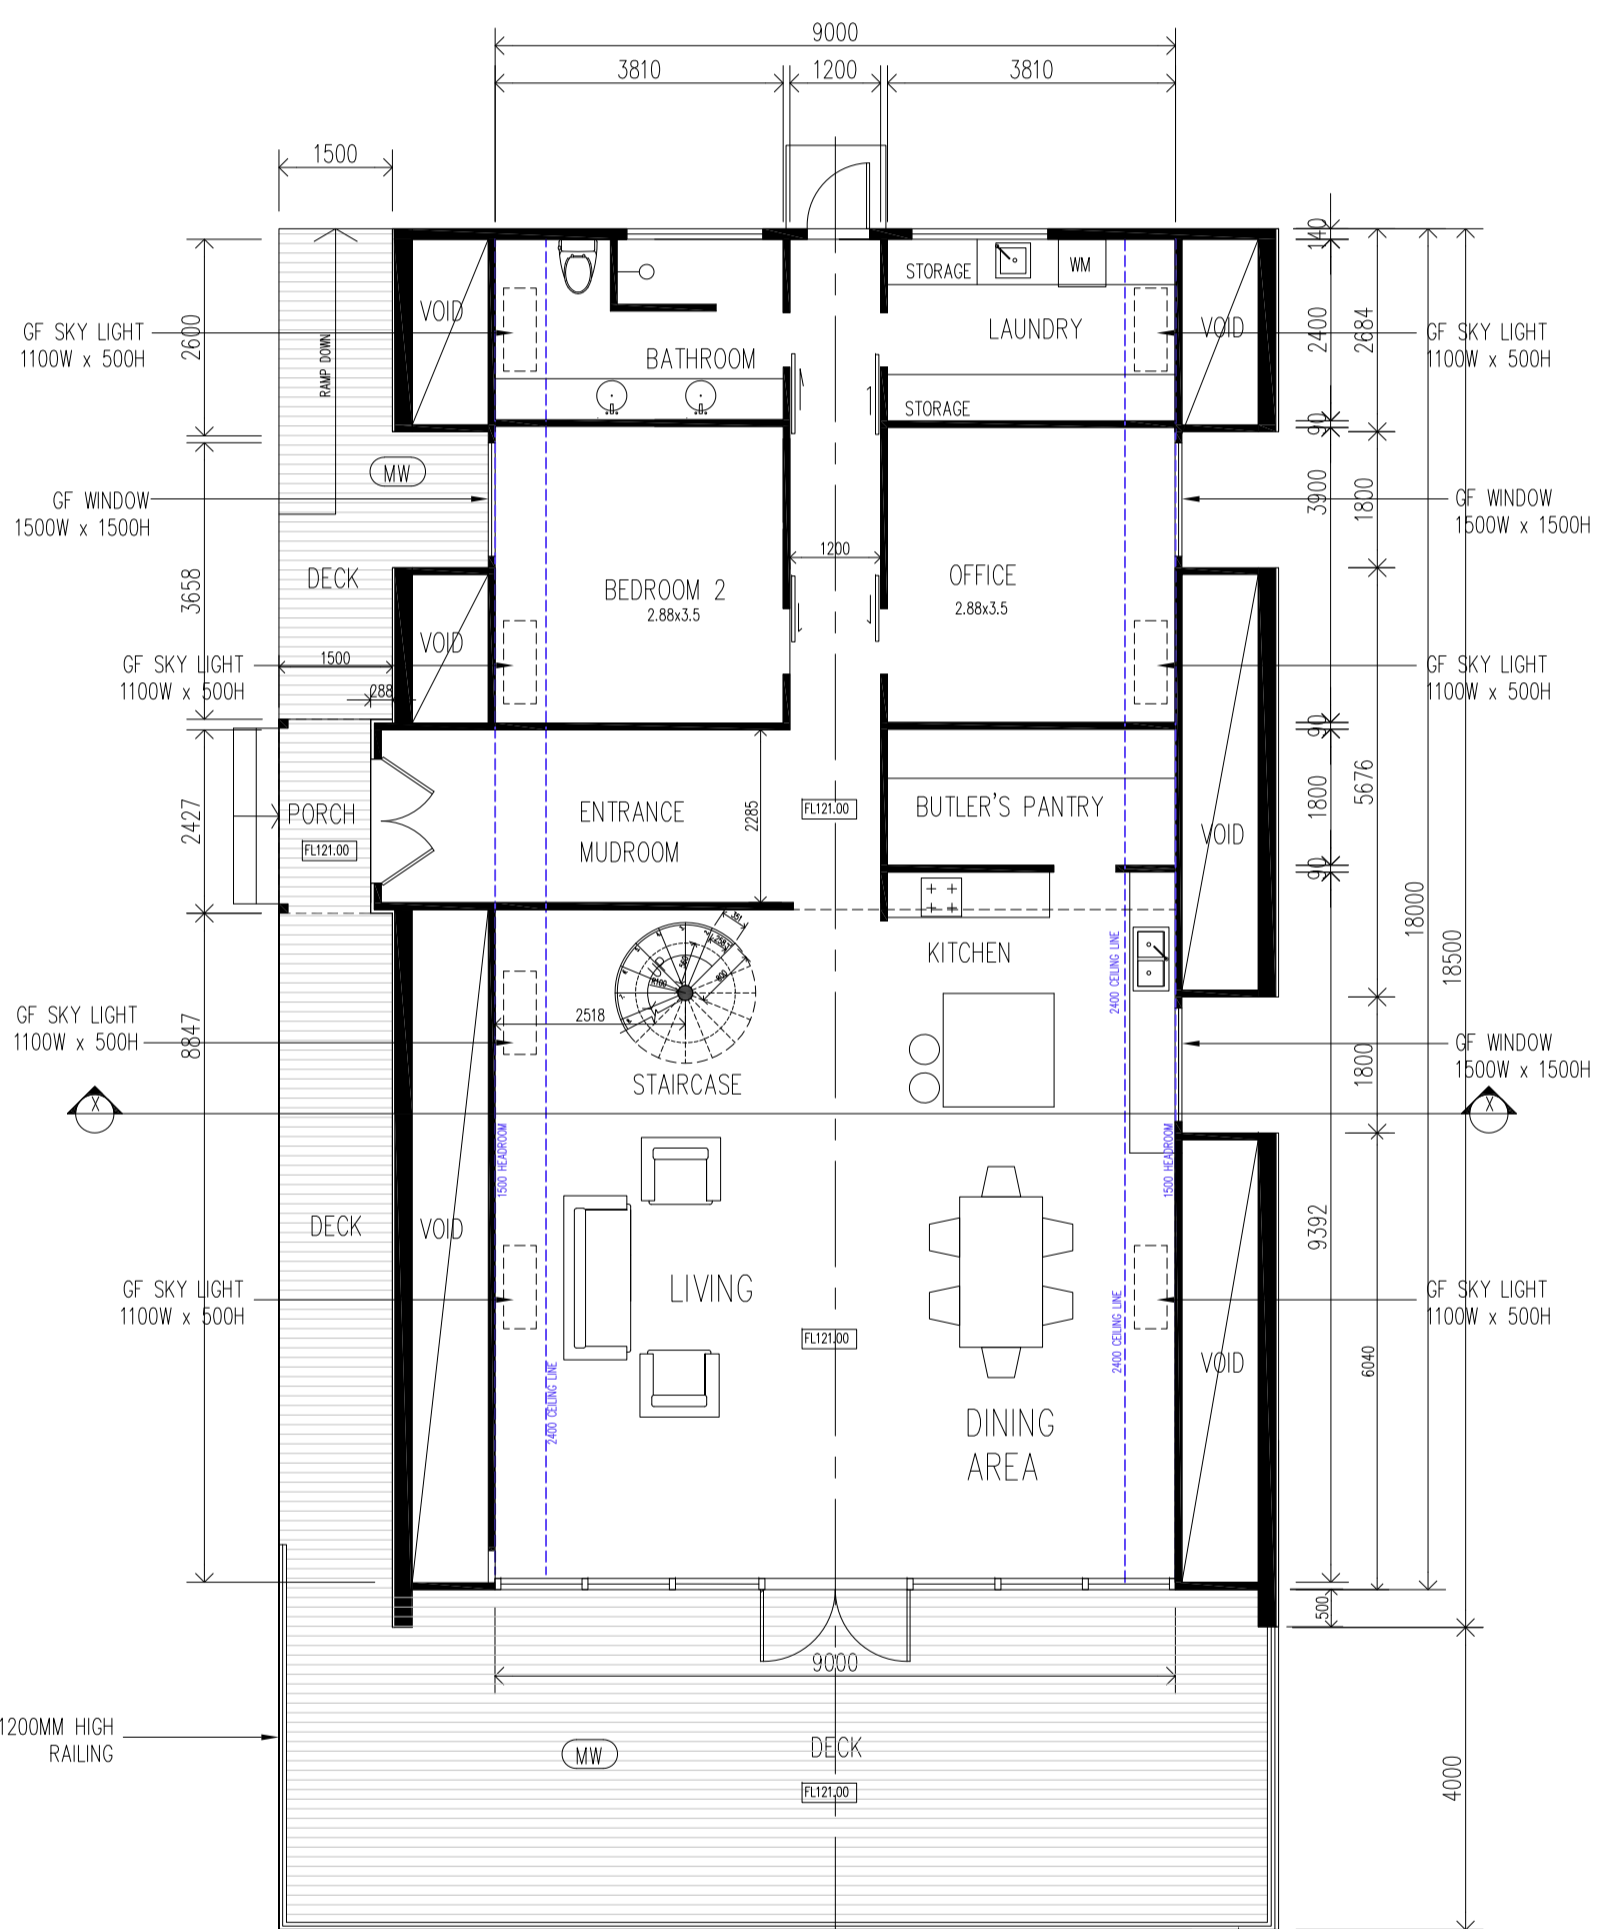 9000
3810
1200
3810
1500
140
2600
VOID
STORAGE
WM
GF SKY LIGHT
1100W x 500H
RAMP DOWN
BATHROOM
LAUNDRY
VOID
2400
2684
GF SKY LIGHT
1100W x 500H
STORAGE
90
MW
GF WINDOW
1500W x 1500H
3900
1800
GF WINDOW
1500W x 1500H
1200
DECK
3658
BEDROOM 2
2.88x3.5
OFFICE
2.88x3.5
VOID
GF SKY LIGHT
1100W x 500H
1500
288
GF SKY LIGHT
1100W x 500H
90
2427
PORCH
FL121.00
ENTRANCE
MUDROOM
2285
FL121.00
BUTLER'S PANTRY
VOID
1800
5676
90
18000
18500
KITCHEN
2400 CEILING LINE
UP
GF SKY LIGHT
1100W x 500H
8847
2518
STAIRCASE
1800
GF WINDOW
1500W x 1500H
X
X
1500 HEADROOM
1500 HEADROOM
DECK
VOID
9392
GF SKY LIGHT
1100W x 500H
LIVING
FL121.00
2400 CEILING LINE
GF SKY LIGHT
1100W x 500H
2400 CEILING LINE
VOID
6040
DINING
AREA
500
9000
1200MM HIGH
RAILING
MW
DECK
FL121.00
4000